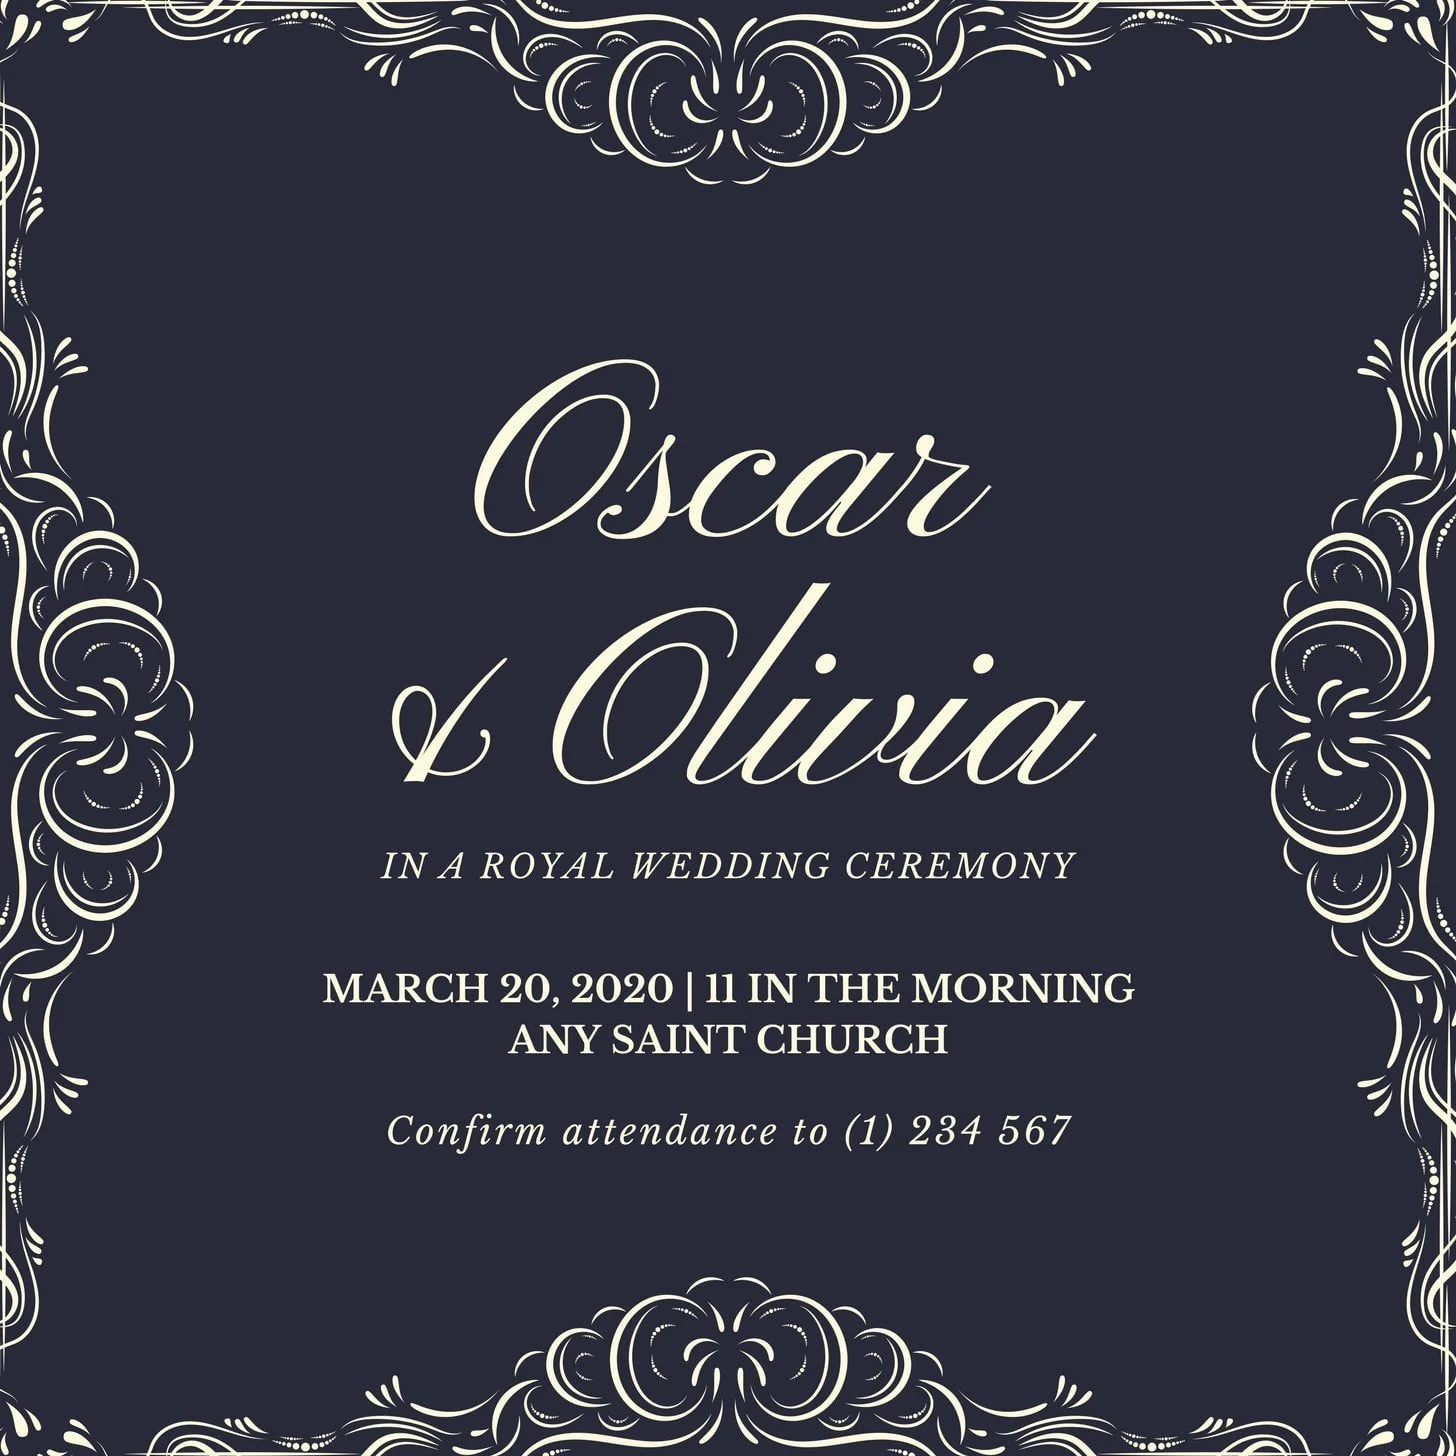 Oscar
& Olivia
IN A ROYAL WEDDING CEREMONY
MARCH 20, 2020 | 11 IN THE MORNING
ANY SAINT CHURCH
Confirm attendance to (1) 234 567